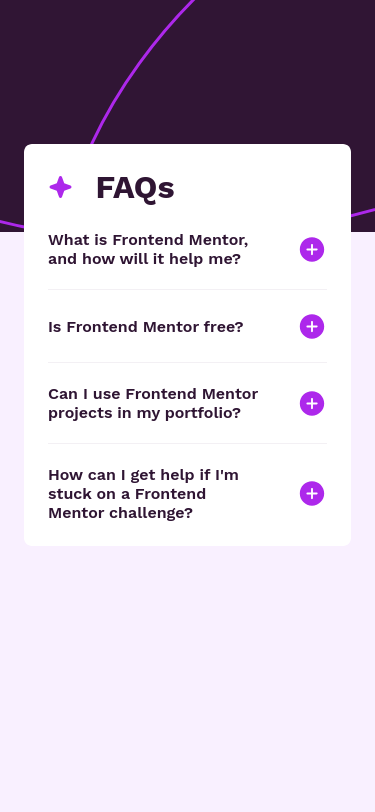 FAQs
What is Frontend Mentor,
and how will it help me?
Is Frontend Mentor free?
Can I use Frontend Mentor
projects in my portfolio?
How can I get help if I'm
stuck on a Frontend
Mentor challenge?